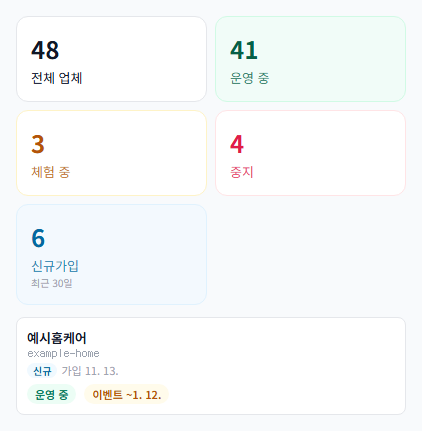 48
전체 업체
41
운영 중
3
체험 중
4
중지
6
신규가입
최근 30일
예시홈케어
example-home
신규 가입 11. 13.
운영 중 이벤트 ~1. 12.